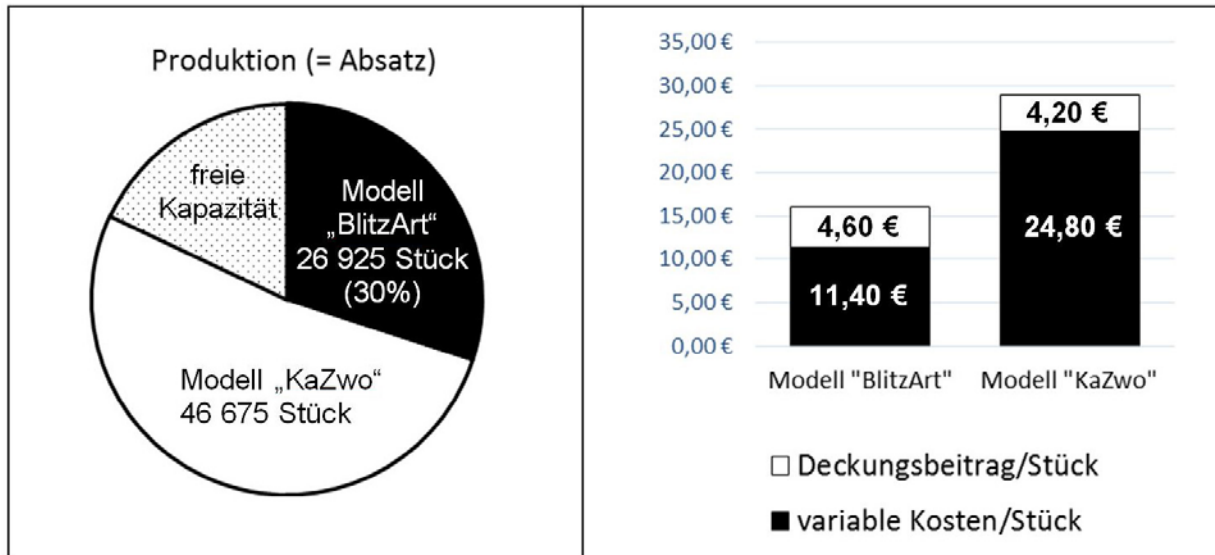 Produktion (= Absatz)
freie
Kapazität
Modell
„BlitzArt“
26 925 Stück
(30%)
Modell „KaZwo“
46 675 Stück
35,00 €
30,00 €
25,00 €
20,00 €
15,00 €
10,00 €
5,00 €
0,00 €
4,60 €
11,40 €
4,20 €
24,80 €
Modell "BlitzArt"
Modell "KaZwo"
Deckungsbeitrag/Stück
variable Kosten/Stück